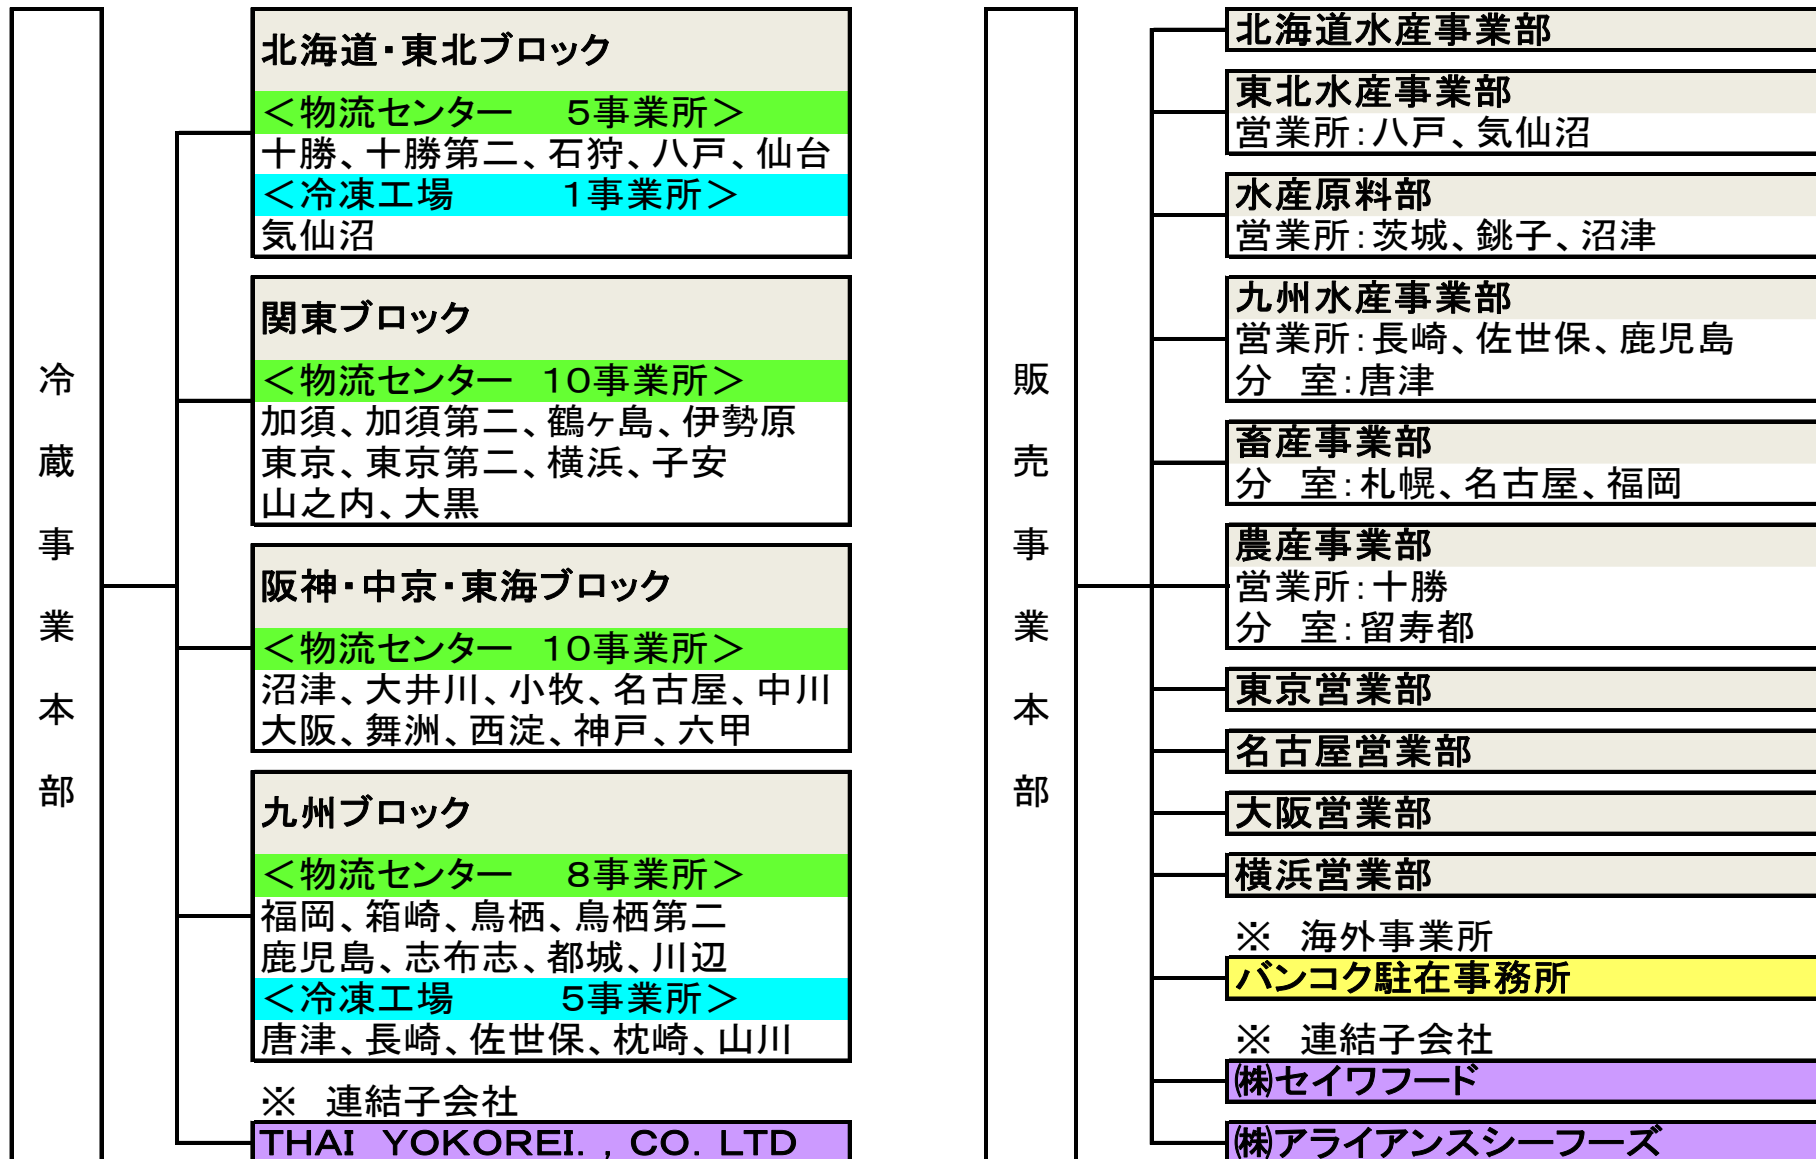 冷蔵事業本部
北海道・東北ブロック
＜物流センター　 5事業所＞
十勝、十勝第二、石狩、八戸、仙台
＜冷凍工場　　　1事業所＞
気仙沼
関東ブロック
＜物流センター　10事業所＞
加須、加須第二、鶴ヶ島、伊勢原
東京、東京第二、横浜、子安
山之内、大黒
阪神・中京・東海ブロック
＜物流センター　10事業所＞
沼津、大井川、小牧、名古屋、中川
大阪、舞洲、西淀、神戸、六甲
九州ブロック
＜物流センター　 8事業所＞
福岡、箱崎、鳥栖、鳥栖第二
鹿児島、志布志、都城、川辺
＜冷凍工場　　　5事業所＞
唐津、長崎、佐世保、枕崎、山川
※　連結子会社
THAI　YOKOREI．，CO．LTD
販売事業本部
北海道水産事業部
東北水産事業部
営業所：八戸、気仙沼
水産原料部
営業所：茨城、銚子、沼津
九州水産事業部
営業所：長崎、佐世保、鹿児島
分　室：唐津
畜産事業部
分　室：札幌、名古屋、福岡
農産事業部
営業所：十勝
分　室：留寿都
東京営業部
名古屋営業部
大阪営業部
横浜営業部
※　海外事業所
バンコク駐在事務所
※　連結子会社
㈱セイワフード
㈱アライアンスシーフーズ